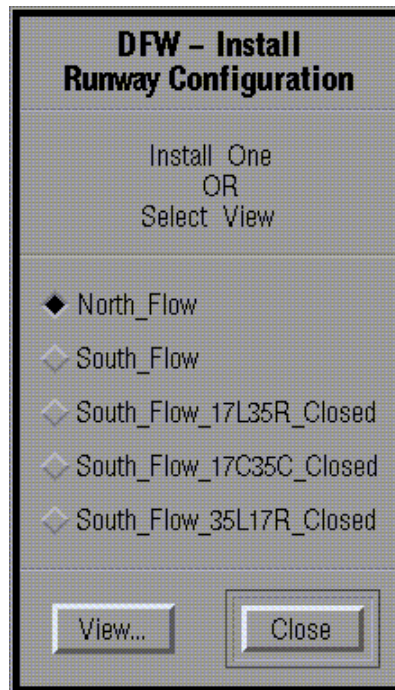 DFW – Install
Runway Configuration
Install One
OR
Select View
North_Flow
South_Flow
South_Flow_17L35R_Closed
South_Flow_17C35C_Closed
South_Flow_35L17R_Closed
View...
Close